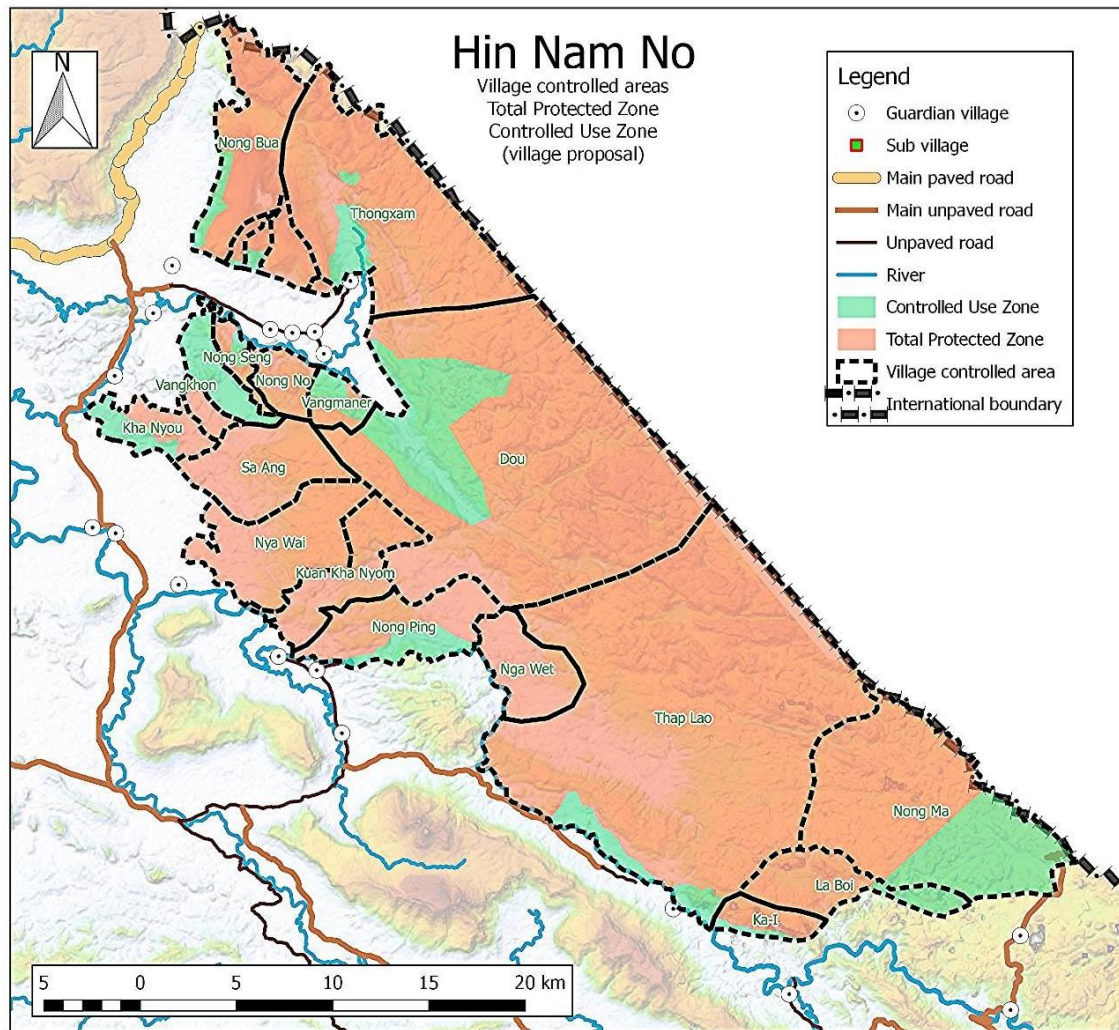 Hin Nam No
Village controlled areas
Total Protected Zone
Controlled Use Zone
(village proposal)
N
Legend
Guardian village
Sub village
Main paved road
Main unpaved road
Unpaved road
River
Controlled Use Zone
Total Protected Zone
Village controlled area
International boundary
Nong Bua
Thongxam
Nong Seng
Vangkhon
Nong No
Vangmaner
Kha Nyou
Sa Ang
Dou
Nya Wai
Kuan Kha Nyom
Nong Ping
Nga Wet
Thap Lao
Nong Ma
La Boi
Ka-I
5 0 5 10 15 20 km